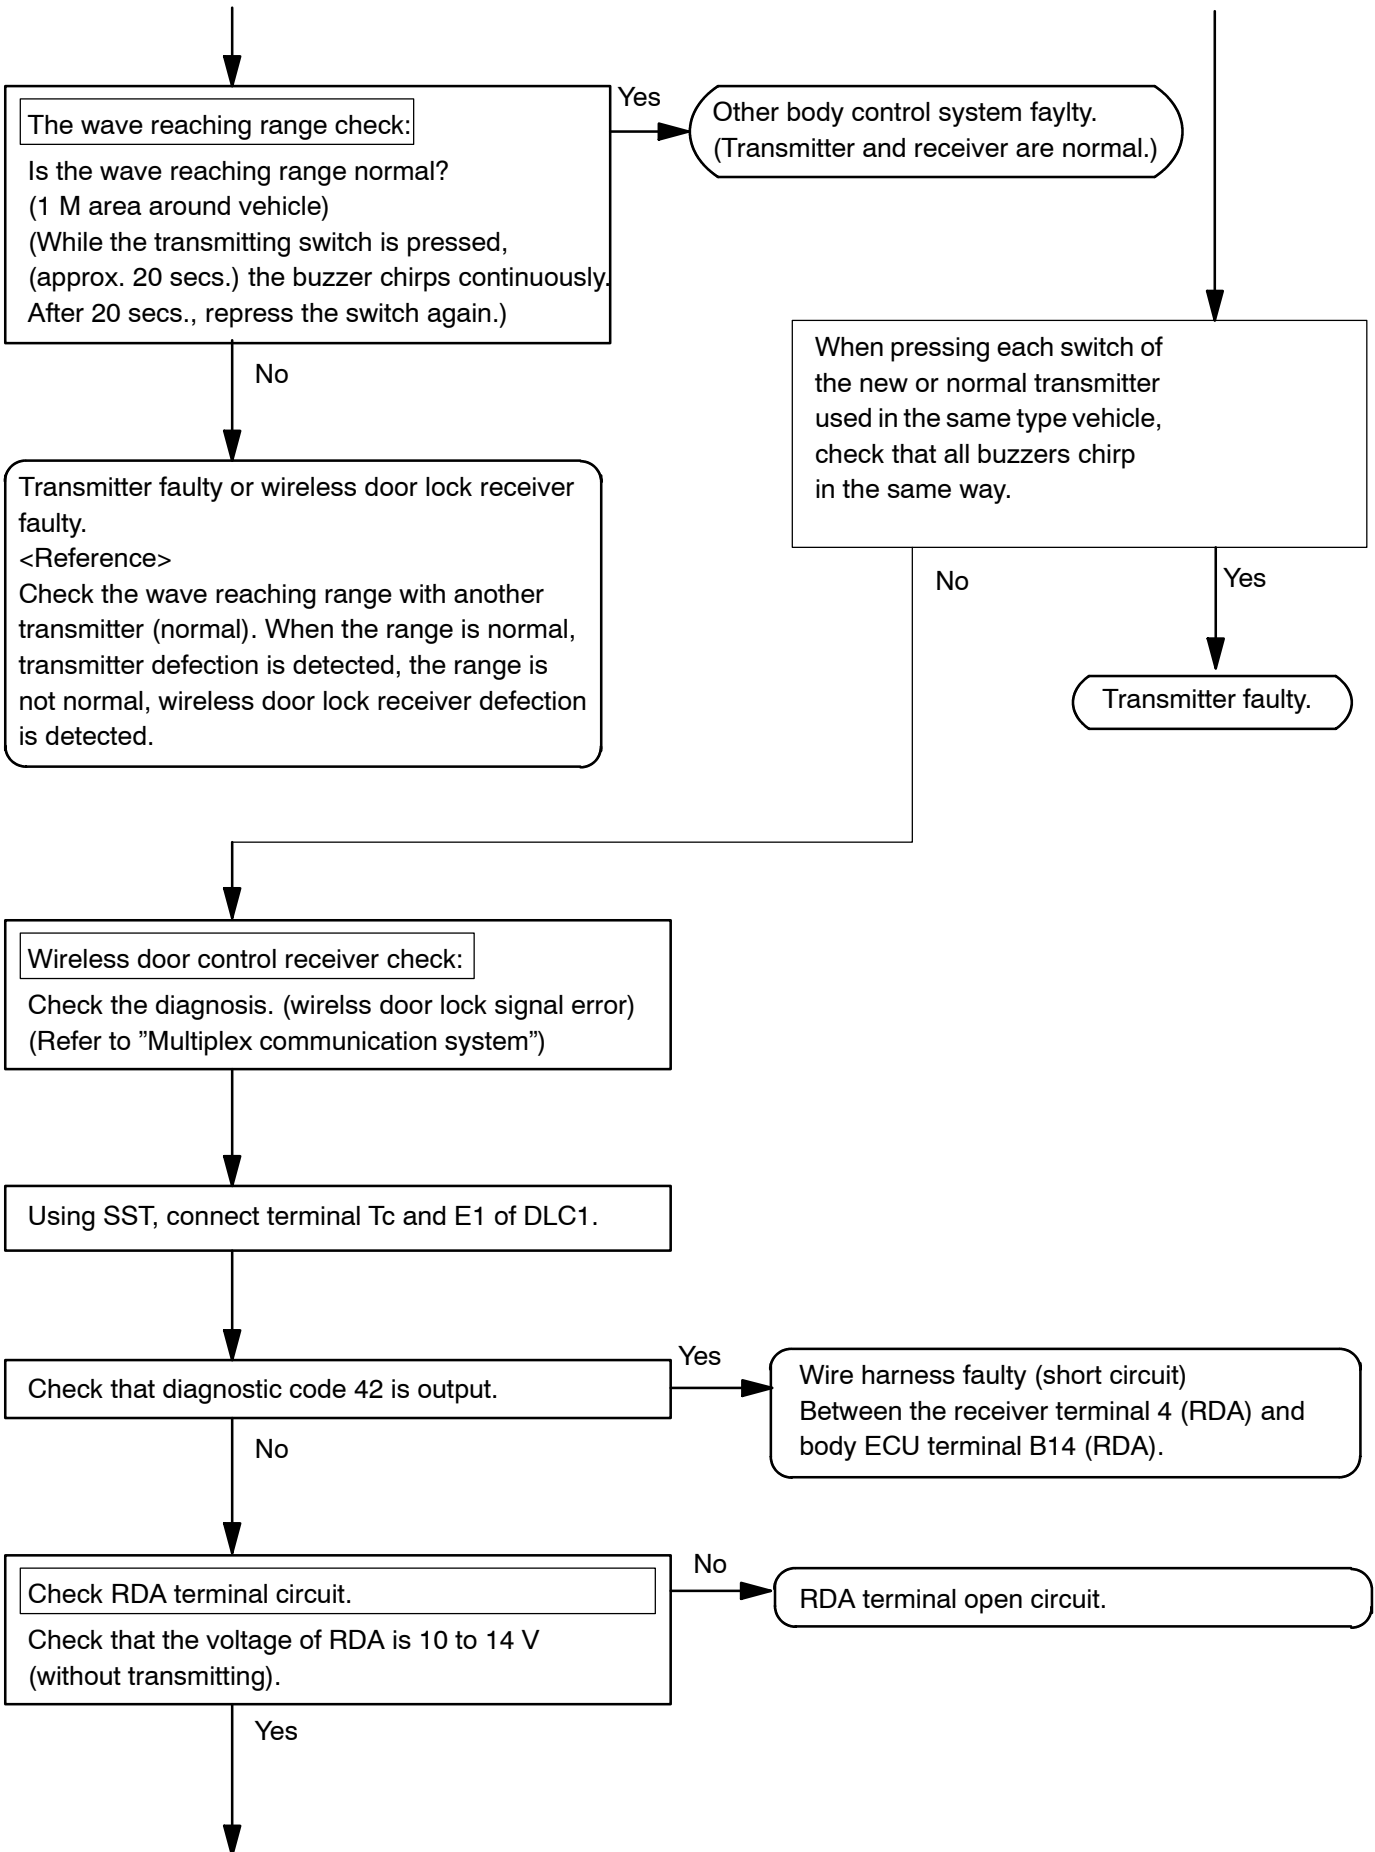 The wave reaching range check:
Is the wave reaching range normal?
(1 M area around vehicle)
(While the transmitting switch is pressed,
(approx. 20 secs.) the buzzer chirps continuously.
After 20 secs., repress the switch again.)
Yes
Other body control system faylty.
(Transmitter and receiver are normal.)
No
Transmitter faulty or wireless door lock receiver
faulty.
<Reference>
Check the wave reaching range with another
transmitter (normal). When the range is normal,
transmitter defection is detected, the range is
not normal, wireless door lock receiver defection
is detected.
When pressing each switch of
the new or normal transmitter
used in the same type vehicle,
check that all buzzers chirp
in the same way.
No
Yes
Transmitter faulty.
Wireless door control receiver check:
Check the diagnosis. (wirelss door lock signal error)
(Refer to ”Multiplex communication system”)
Using SST, connect terminal Tc and E1 of DLC1.
Check that diagnostic code 42 is output.
Yes
Wire harness faulty (short circuit)
Between the receiver terminal 4 (RDA) and
body ECU terminal B14 (RDA).
No
Check RDA terminal circuit.
Check that the voltage of RDA is 10 to 14 V
(without transmitting).
No
RDA terminal open circuit.
Yes